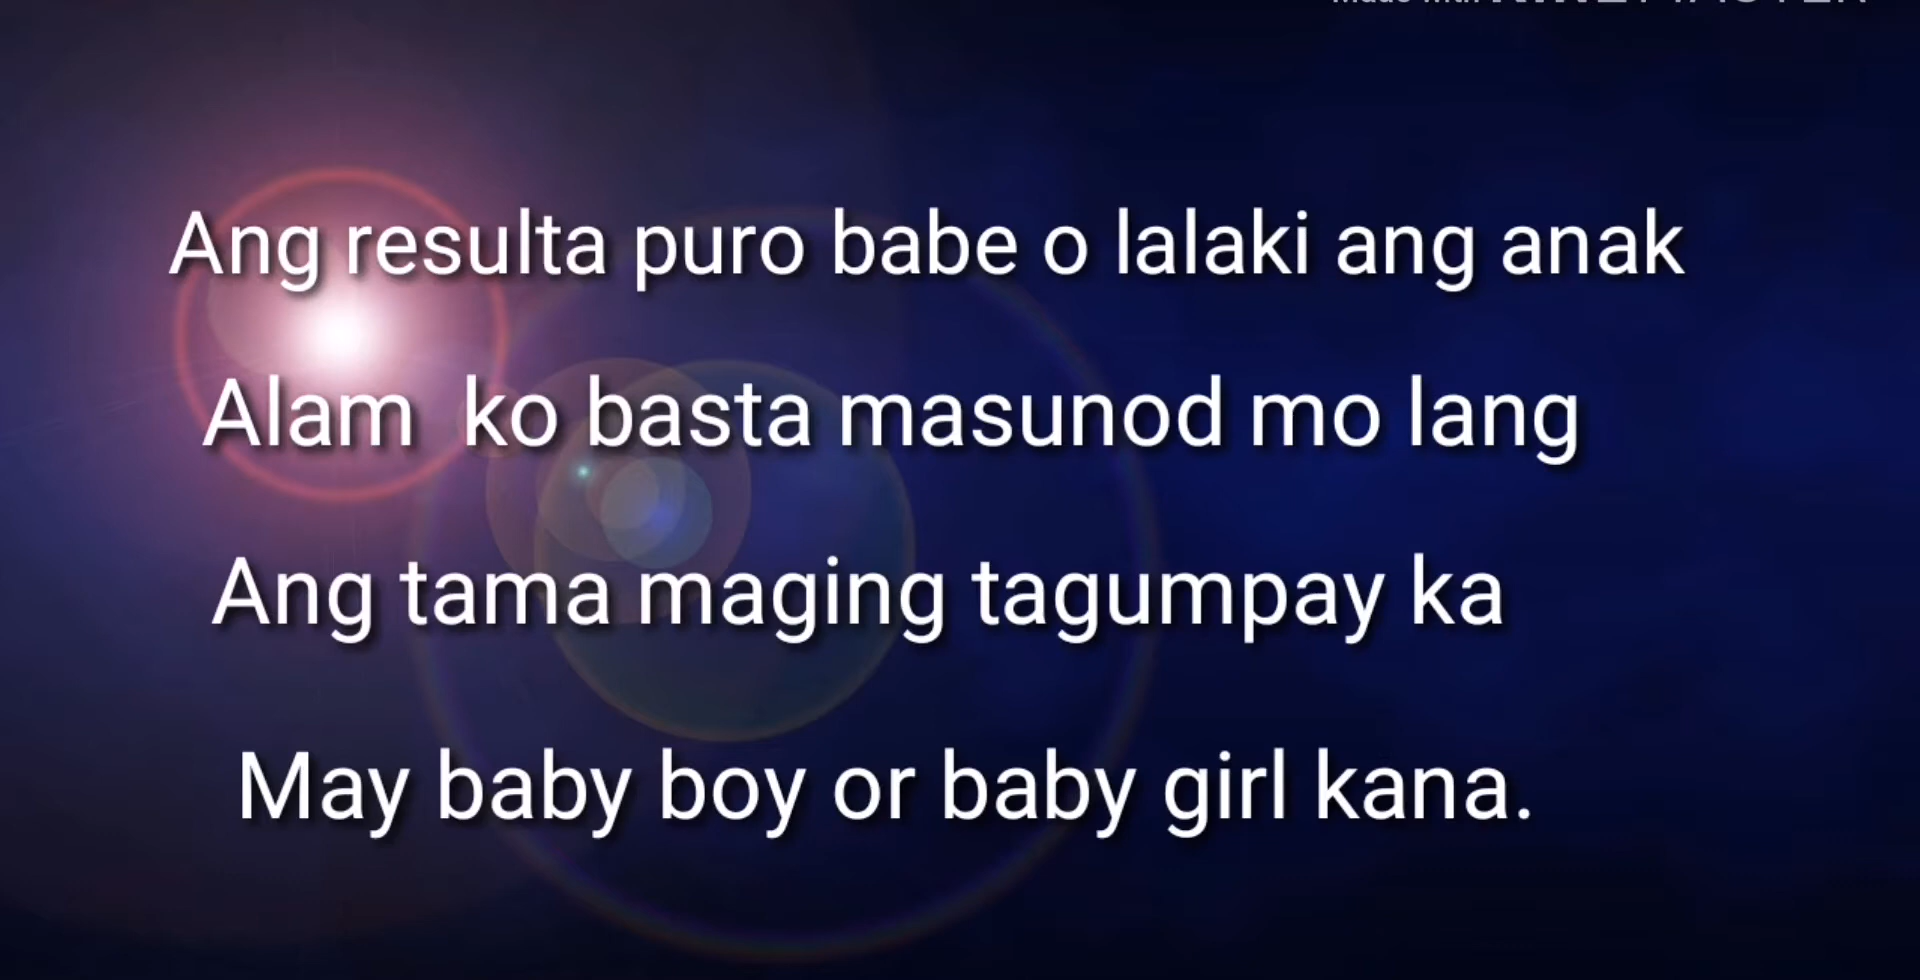 Ang resulta puro babe o lalaki ang anak
Alam ko basta masunod mo lang
Ang tama maging tagumpay ka
May baby boy or baby girl kana.